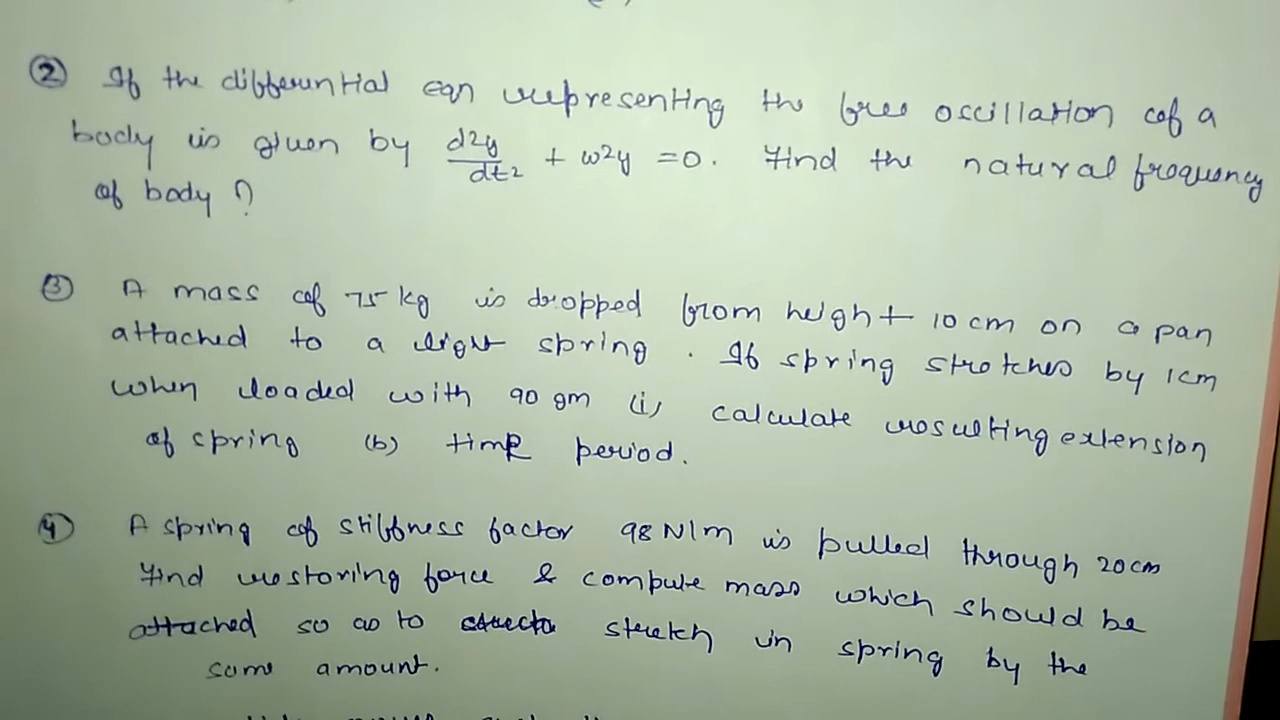 ② If the differential eqn representing the free oscillation of a
body is given by d2y/dt2 + w2y = 0. Find the natural frequency
of body ?
③ A mass of 75 kg is dropped from height 10 cm on a pan
attached to a light spring. If spring stretches by 1cm
when loaded with 90 gm (i) calculate resulting extension
of spring (b) time period.
④ A spring of stiffness factor 98 N/m is pulled through 20 cm
Find restoring force & compute mass which should be
attached so as to stretch in spring by the
same amount.